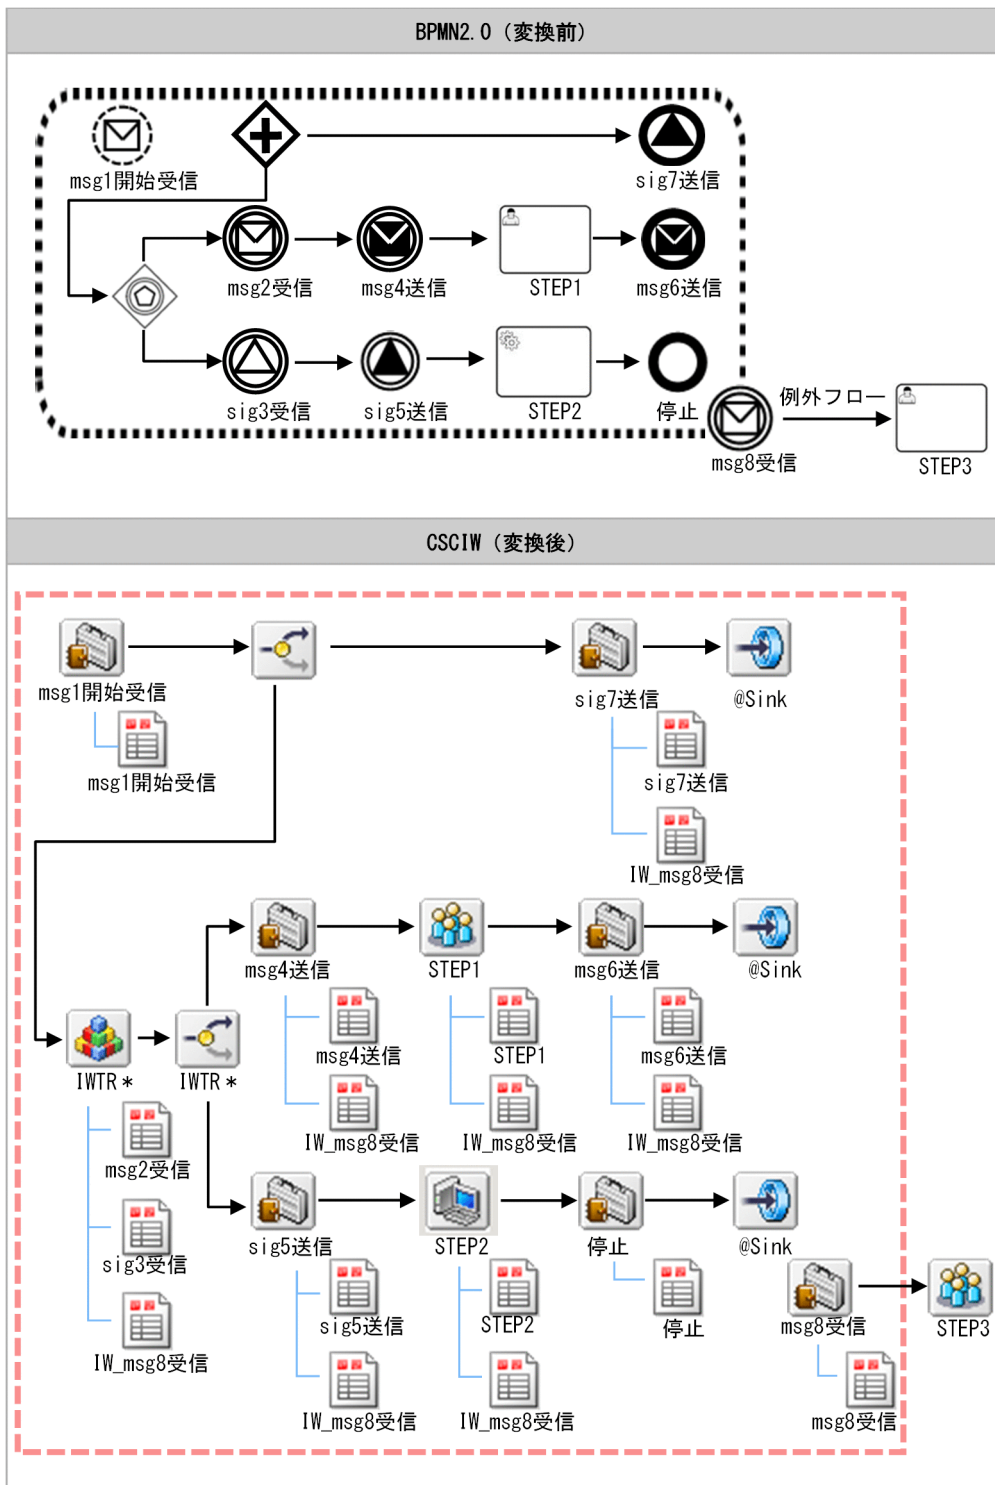 BPMN2.0（変換前）
msg1開始受信
sig7送信
msg2受信
msg4送信
STEP1
msg6送信
sig3受信
sig5送信
STEP2
停止
例外フロー
msg8受信
STEP3
CSCIW（変換後）
msg1開始受信
sig7送信
@Sink
msg1開始受信
sig7送信
IW_msg8受信
msg4送信
STEP1
msg6送信
@Sink
msg4送信
STEP1
msg6送信
IWTR＊
IWTR＊
IW_msg8受信
IW_msg8受信
IW_msg8受信
msg2受信
sig5送信
STEP2
停止
@Sink
sig3受信
sig5送信
STEP2
停止
msg8受信
STEP3
IW_msg8受信
IW_msg8受信
IW_msg8受信
msg8受信